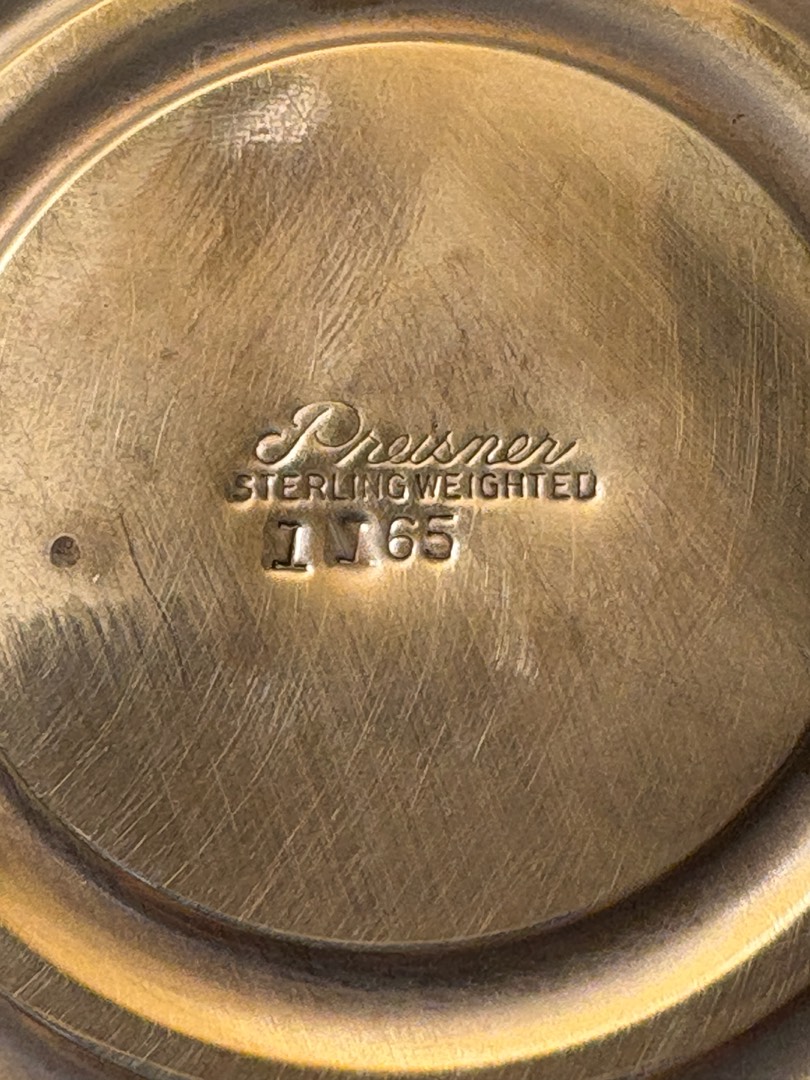 Preisner
STERLING WEIGHTED
1165